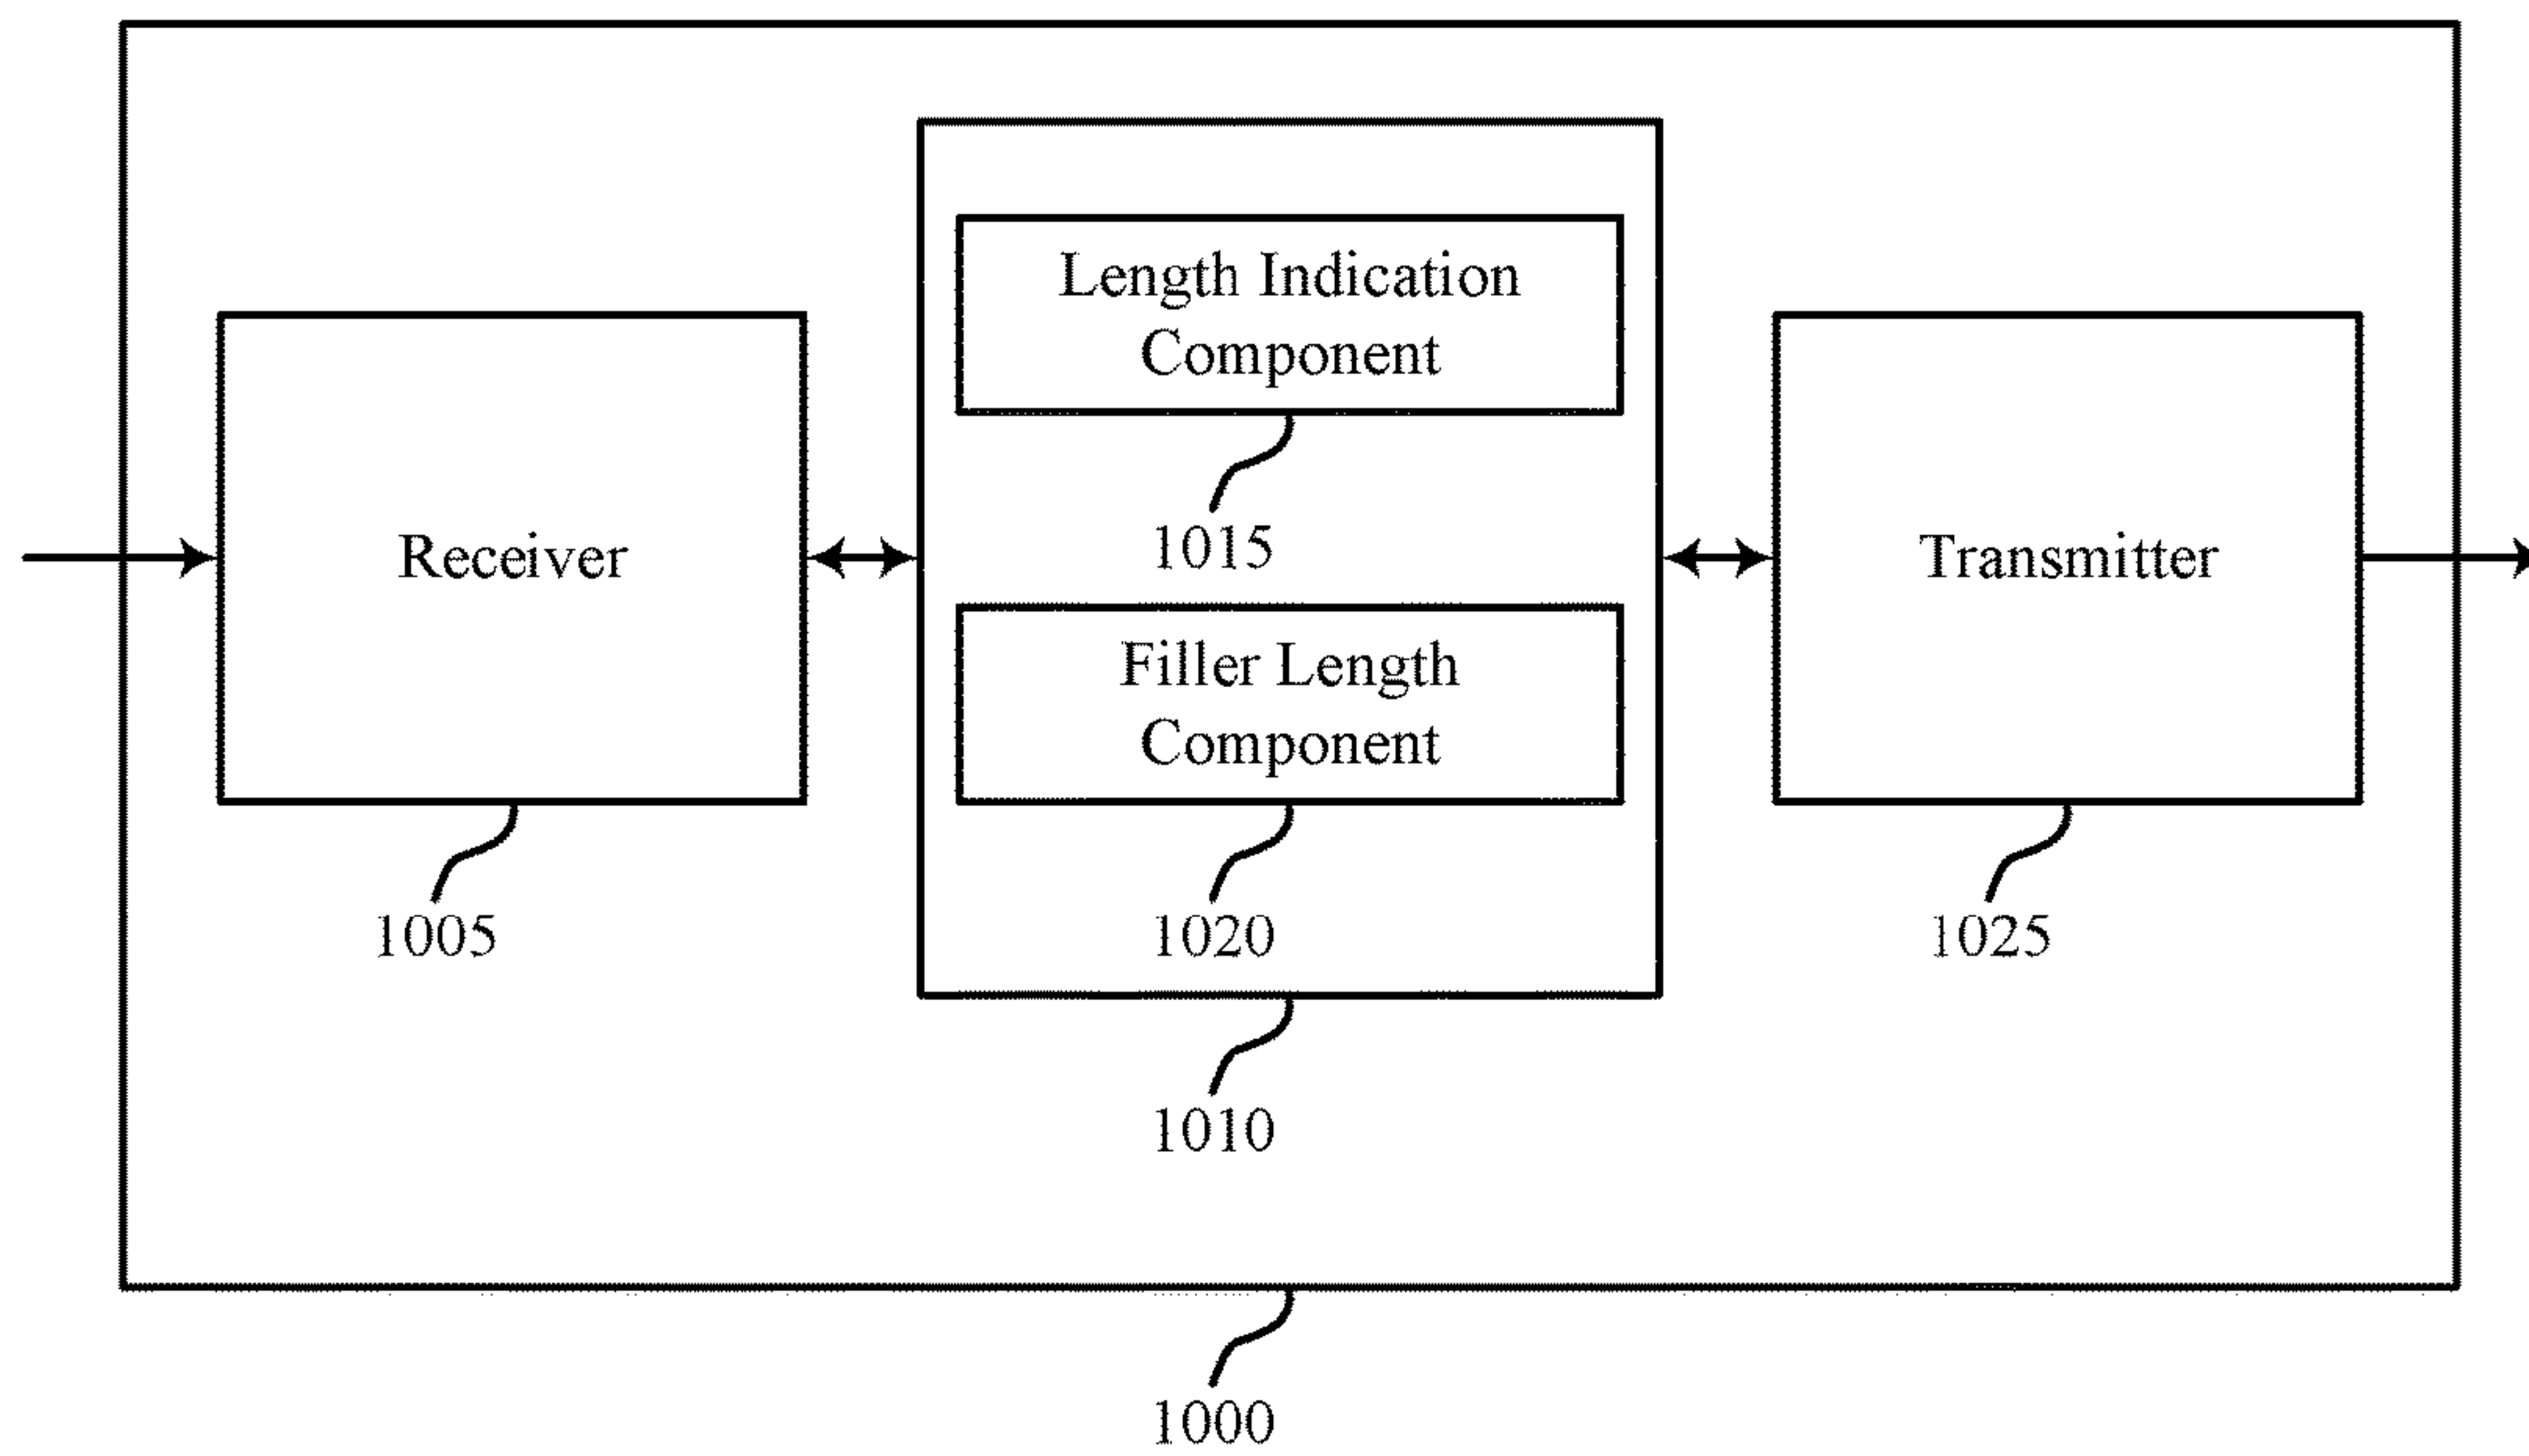 Length Indication
Component
1015
Receiver
Transmitter
Filler Length
Component
1005
1020
1025
1010
1000